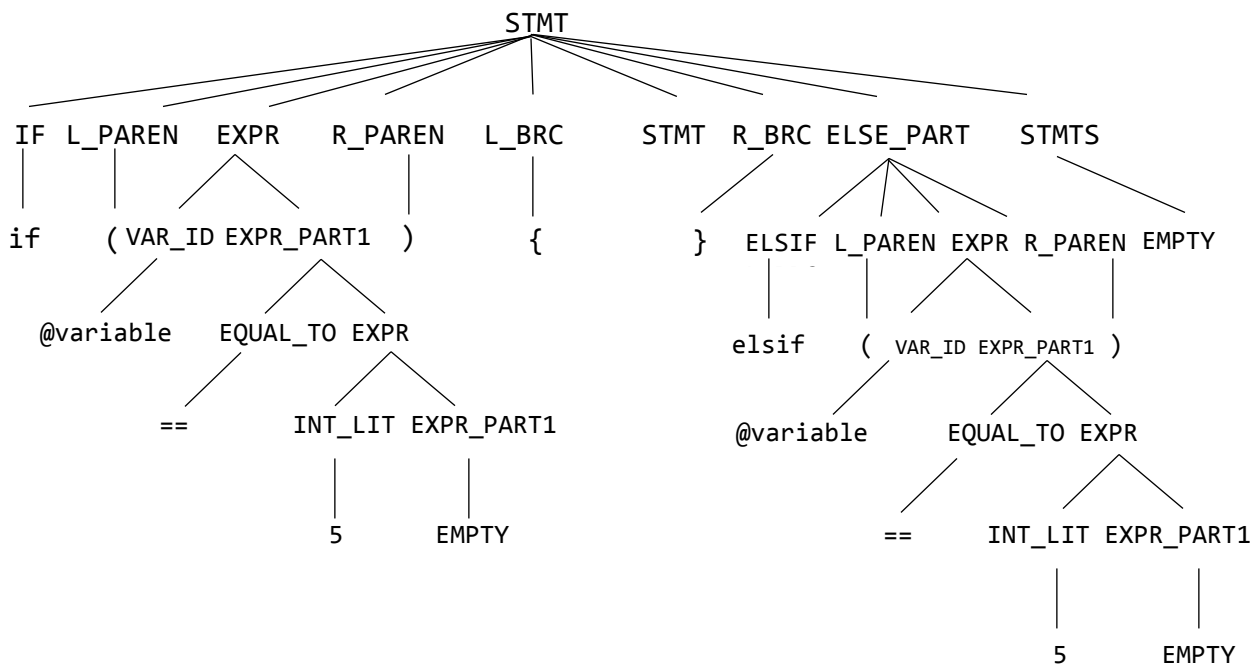 STMT
IF L_PAREN EXPR R_PAREN L_BRC STMT R_BRC ELSE_PART STMTS
if ( VAR_ID EXPR_PART1 ) { } ELSIF L_PAREN EXPR R_PAREN EMPTY
@variable EQUAL_TO EXPR elsif ( VAR_ID EXPR_PART1 )
== INT_LIT EXPR_PART1 @variable EQUAL_TO EXPR
5 EMPTY == INT_LIT EXPR_PART1
5 EMPTY